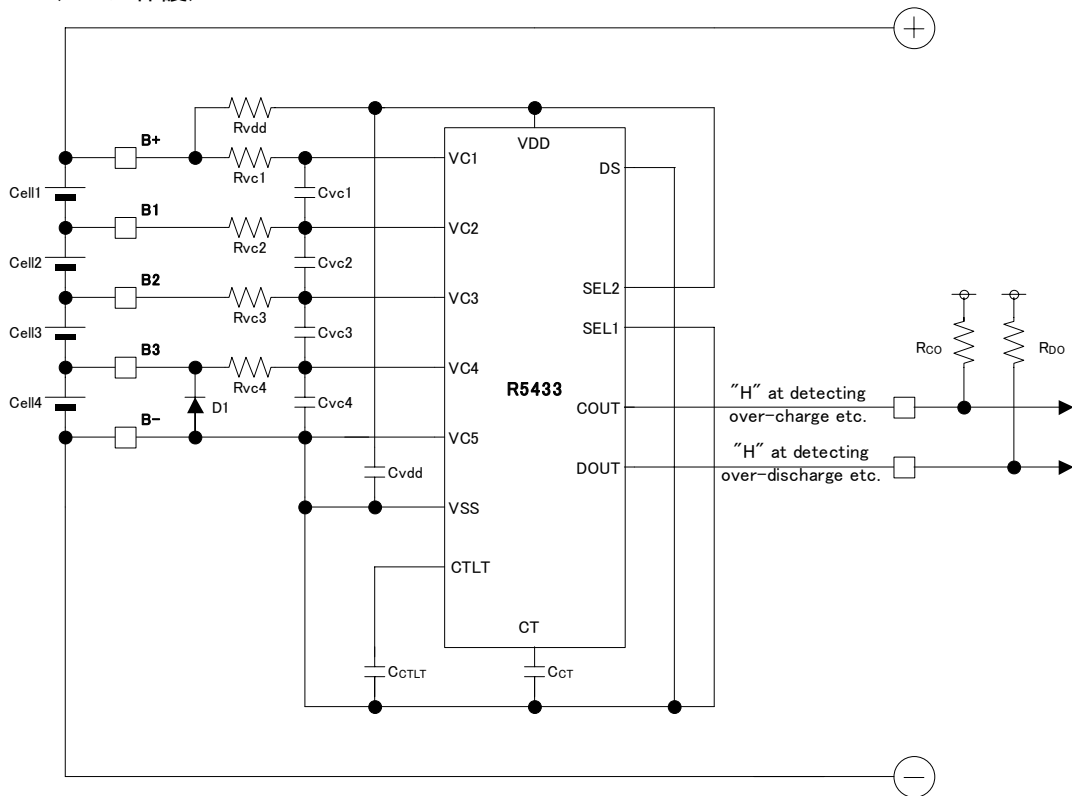 B+
Rvdd
VDD
Rvc1
VC1
DS
Cell1
Cvc1
B1
VC2
Rvc2
Cell2
Cvc2
B2
SEL2
VC3
Rvc3
SEL1
Cell3
Cvc3
B3
RCO
RDO
VC4
Rvc4
R5433
"H" at detecting
over-charge etc.
Cell4
D1
Cvc4
COUT
B-
VC5
"H" at detecting
over-discharge etc.
DOUT
Cvdd
VSS
CTLT
CT
CCTLT
CCT